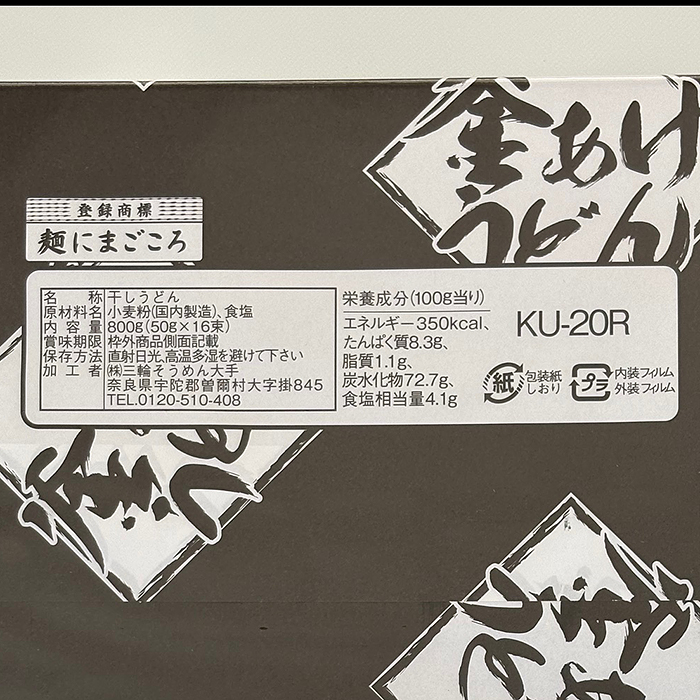 金あけ
うどん
登録商標
麺にまごころ
名称 干しうどん
原材料名 小麦粉(国内製造)、食塩
内容量 800g(50g×16束)
賞味期限 枠外商品側面記載
保存方法 直射日光、高温多湿を避けて下さい
加工者 ㈱三輪そうめん大手
奈良県宇陀郡曽爾村大字掛845
TEL.0120-510-408
栄養成分(100g当り)
エネルギー350kcal、
たんぱく質8.3g、
脂質1.1g、
炭水化物72.7g、
食塩相当量4.1g
KU-20R
紙
包装紙
しおり
プラ
内装フィルム
外装フィルム